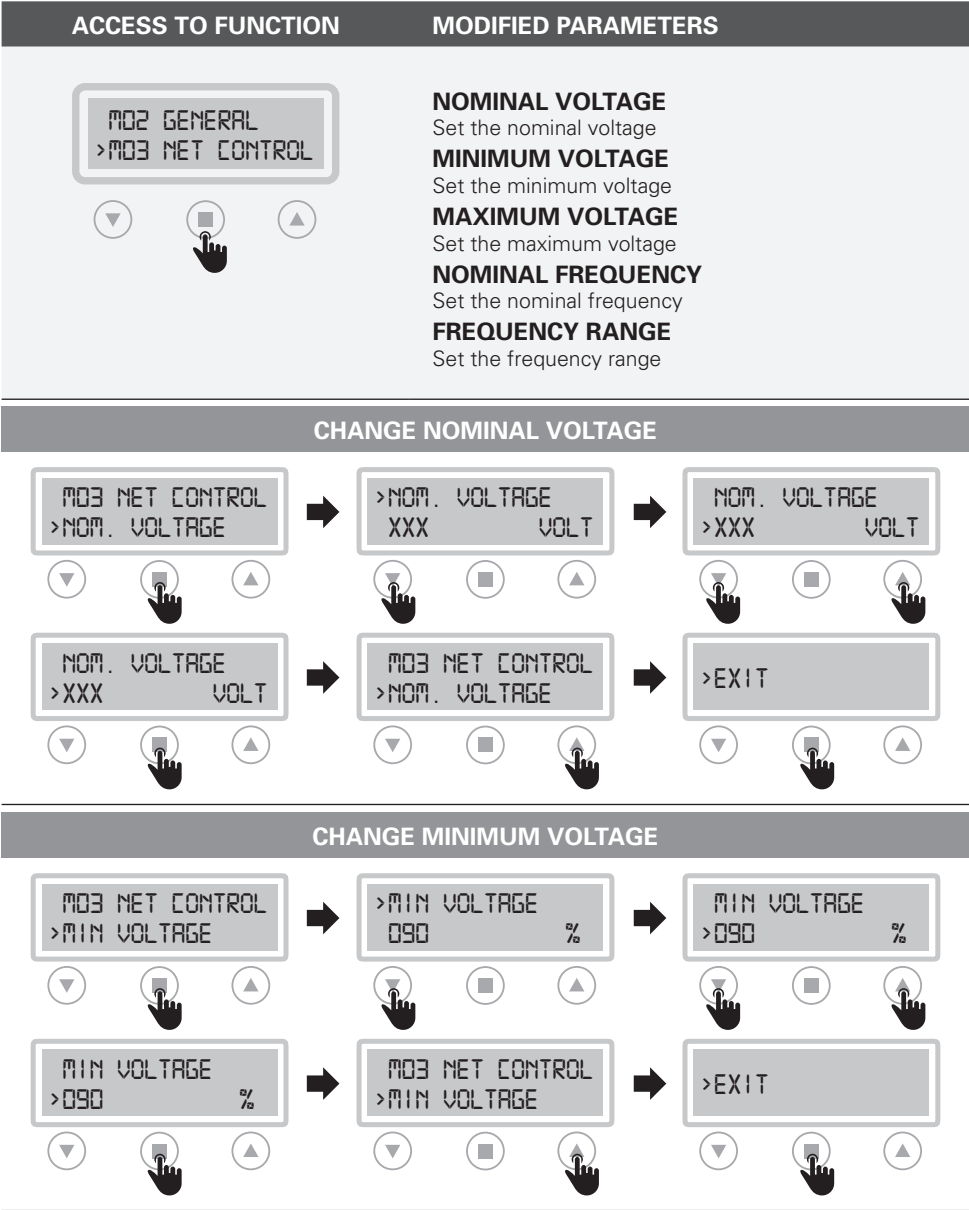 ACCESS TO FUNCTION
MODIFIED PARAMETERS
M02 GENERAL
>M03 NET CONTROL
NOMINAL VOLTAGE
Set the nominal voltage
MINIMUM VOLTAGE
Set the minimum voltage
MAXIMUM VOLTAGE
Set the maximum voltage
NOMINAL FREQUENCY
Set the nominal frequency
FREQUENCY RANGE
Set the frequency range
CHANGE NOMINAL VOLTAGE
M03 NET CONTROL
>NOM. VOLTAGE
>NOM. VOLTAGE
XXX VOLT
NOM. VOLTAGE
>XXX VOLT
NOM. VOLTAGE
>XXX VOLT
M03 NET CONTROL
>NOM. VOLTAGE
>EXIT
CHANGE MINIMUM VOLTAGE
M03 NET CONTROL
>MIN VOLTAGE
>MIN VOLTAGE
090 %
MIN VOLTAGE
>090 %
MIN VOLTAGE
>090 %
M03 NET CONTROL
>MIN VOLTAGE
>EXIT